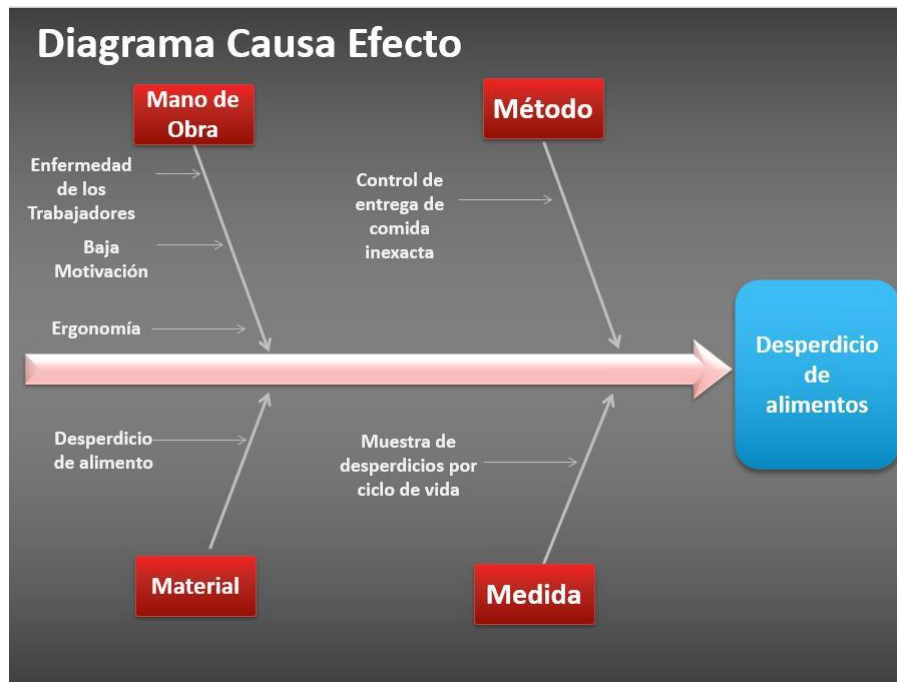 Diagrama Causa Efecto
Mano de
Obra
Método
Enfermedad
de los
Trabajadores
Baja
Motivación
Ergonomía
Control de
entrega de
comida
inexacta
Desperdicio
de
alimentos
Desperdicio
de alimento
Muestra de
desperdicios por
ciclo de vida
Material
Medida